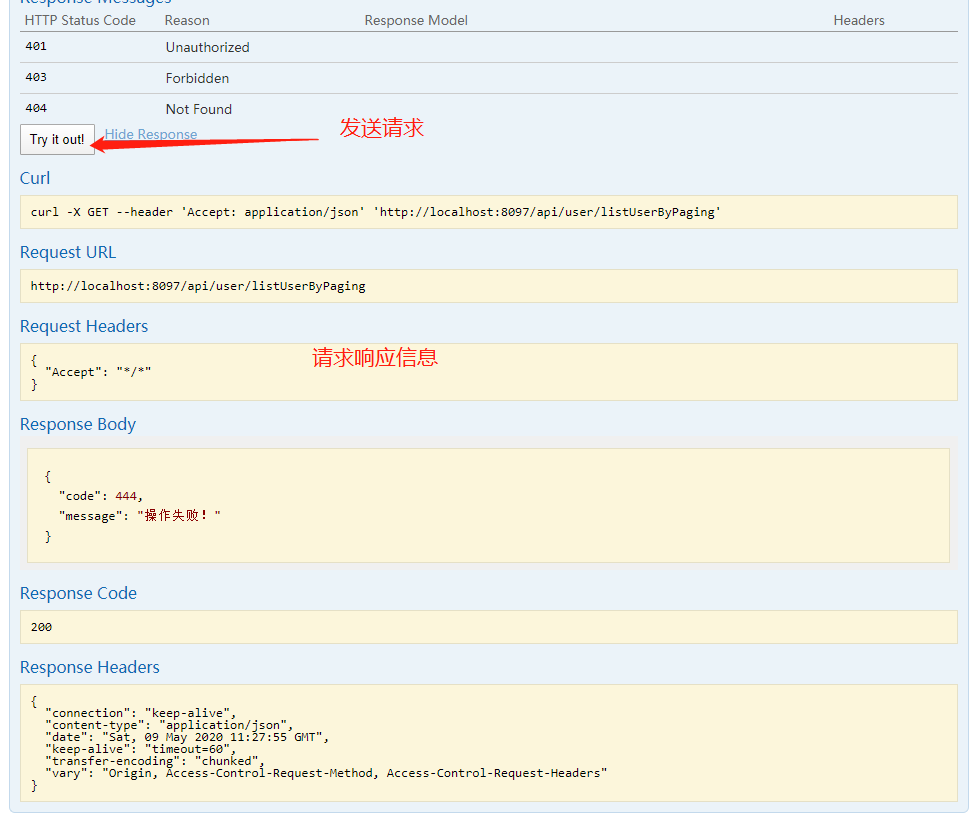 Response Messages
HTTP Status Code Reason Response Model Headers
401 Unauthorized
403 Forbidden
404 Not Found
Try it out! Hide Response 发送请求
Curl
curl -X GET --header 'Accept: application/json' 'http://localhost:8097/api/user/listUserByPaging'
Request URL
http://localhost:8097/api/user/listUserByPaging
Request Headers
请求响应信息
{
"Accept": "*/*"
}
Response Body
{
"code": 444,
"message": "操作失败！"
}
Response Code
200
Response Headers
{
"connection": "keep-alive",
"content-type": "application/json",
"date": "Sat, 09 May 2020 11:27:55 GMT",
"keep-alive": "timeout=60",
"transfer-encoding": "chunked",
"vary": "Origin, Access-Control-Request-Method, Access-Control-Request-Headers"
}